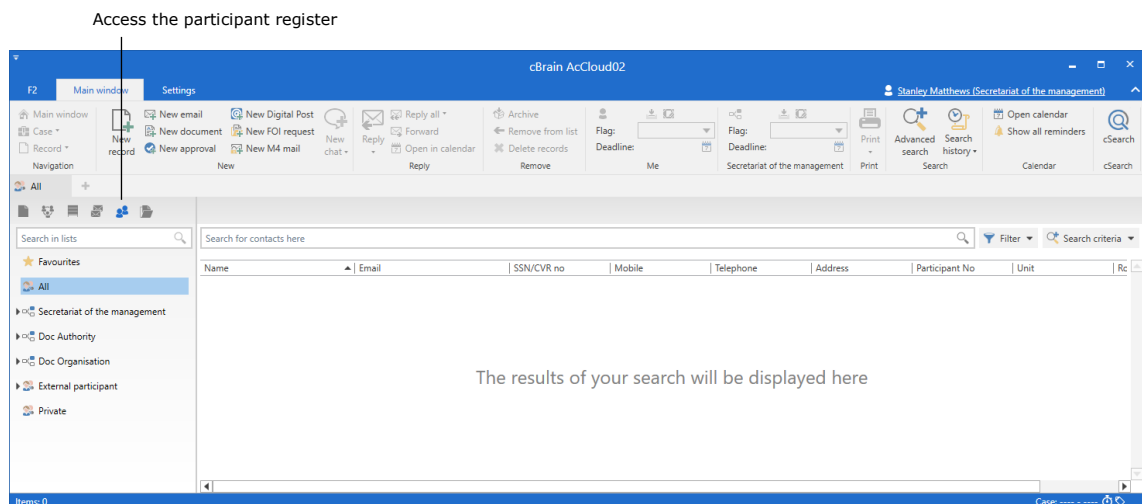 Access the participant register
cBrain AcCloud02
F2 Main window Settings Stanley Matthews (Secretariat of the management)
Main window
Case
Record
Navigation
New record
New email
New document
New approval
New Digital Post
New FOI request
New M4 mail
New chat
New
Reply
Reply all
Forward
Open in calendar
Reply
Archive
Remove from list
Delete records
Remove
Flag:
Deadline:
Me
Flag:
Deadline:
Secretariat of the management
Print
Print
Advanced search
Search history
Search
Open calendar
Show all reminders
Calendar
cSearch
cSearch
All +
Search in lists
Search for contacts here Filter Search criteria
Favourites
All
Secretariat of the management
Doc Authority
Doc Organisation
External participant
Private
Name Email SSN/CVR no Mobile Telephone Address Participant No Unit Rc
The results of your search will be displayed here
Items: 0 Case: ---- - ----